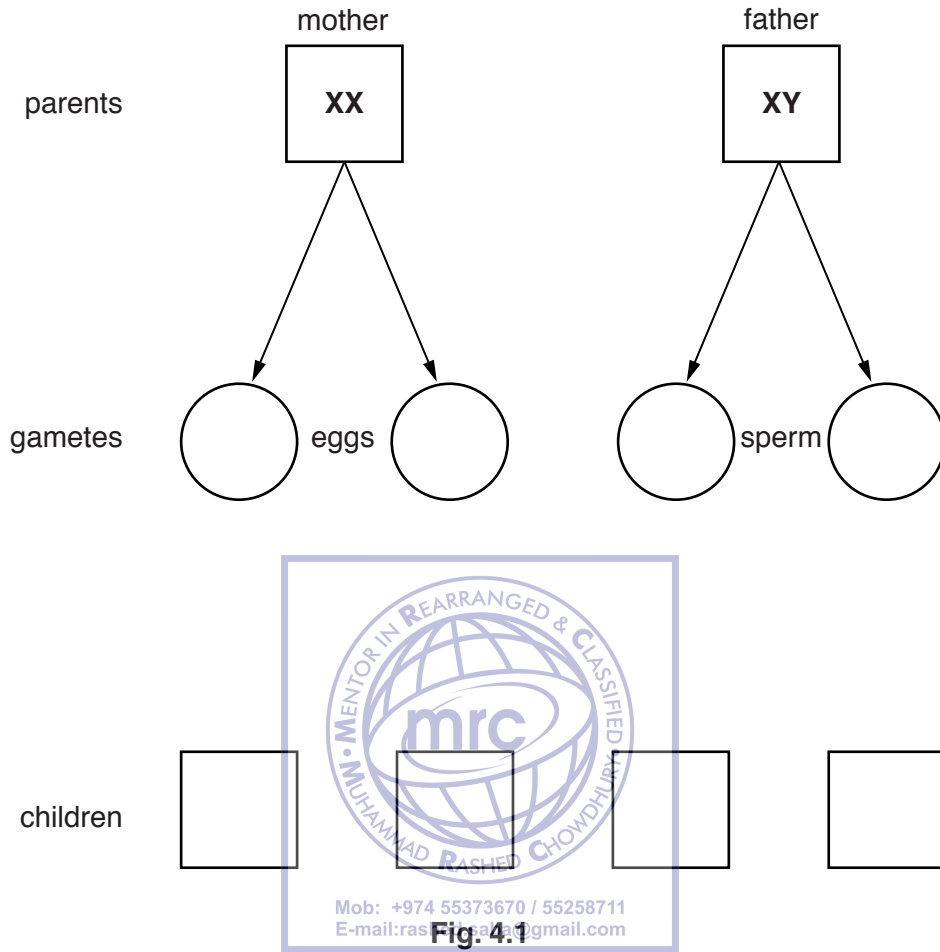 mother father
parents XX XY
gametes eggs sperm
MENTOR IN REARRANGED & CLASSIFIED
mrc
children
MUHAMMAD RASHED CHOWDHURY
Mob: +974 55373670 / 55258711
Fig. 4.1